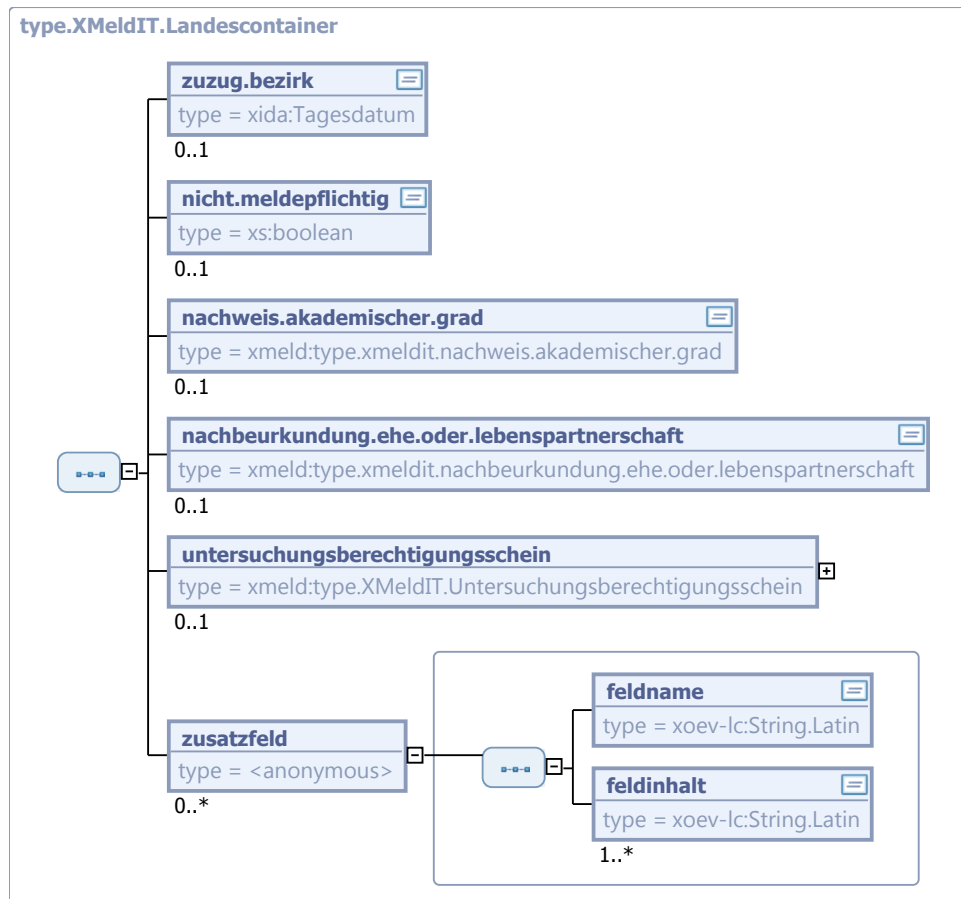 type.XMeldIT.Landescontainer
zuzug.bezirk
type = xida:Tagesdatum
0..1
nicht.meldepflichtig
type = xs:boolean
0..1
nachweis.akademischer.grad
type = xmeld:type.xmeldit.nachweis.akademischer.grad
0..1
nachbeurkundung.ehe.oder.lebenspartnerschaft
type = xmeld:type.xmeldit.nachbeurkundung.ehe.oder.lebenspartnerschaft
0..1
untersuchungsberechtigungsschein
type = xmeld:type.XMeldIT.Untersuchungsberechtigungsschein
0..1
zusatzfeld
type = <anonymous>
0..*
feldname
type = xoev-lc:String.Latin
feldinhalt
type = xoev-lc:String.Latin
1..*